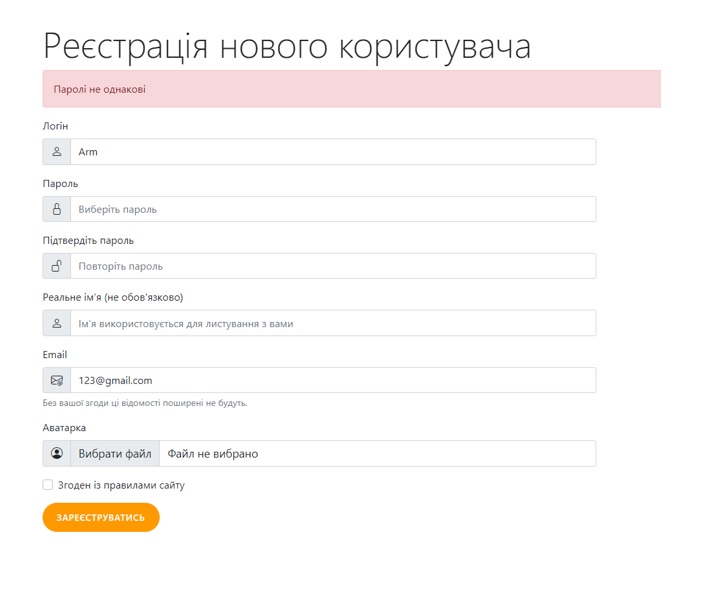 Реєстрація нового користувача
Паролі не однакові
Логін
Arm
Пароль
Виберіть пароль
Підтвердіть пароль
Повторіть пароль
Реальне ім'я (не обов'язково)
Ім'я використовується для листування з вами
Email
123@gmail.com
Без вашої згоди ці відомості поширені не будуть.
Аватарка
Вибрати файл Файл не вибрано
Згоден із правилами сайту
ЗАРЕЄСТРУВАТИСЬ